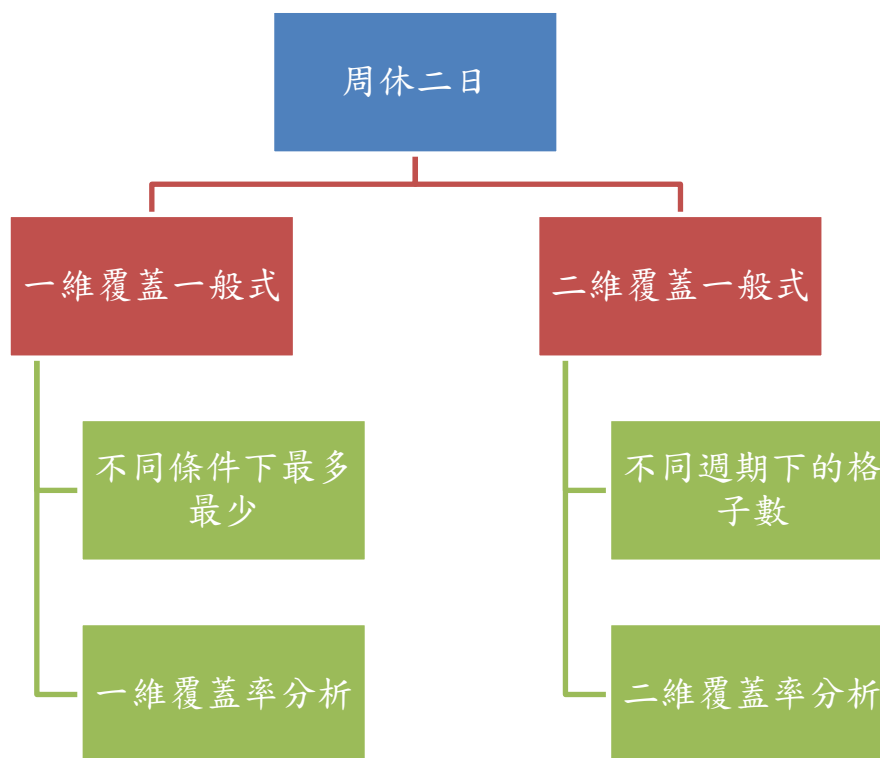 周休二日
一維覆蓋一般式
二維覆蓋一般式
不同條件下最多
最少
不同週期下的格
子數
一維覆蓋率分析
二維覆蓋率分析